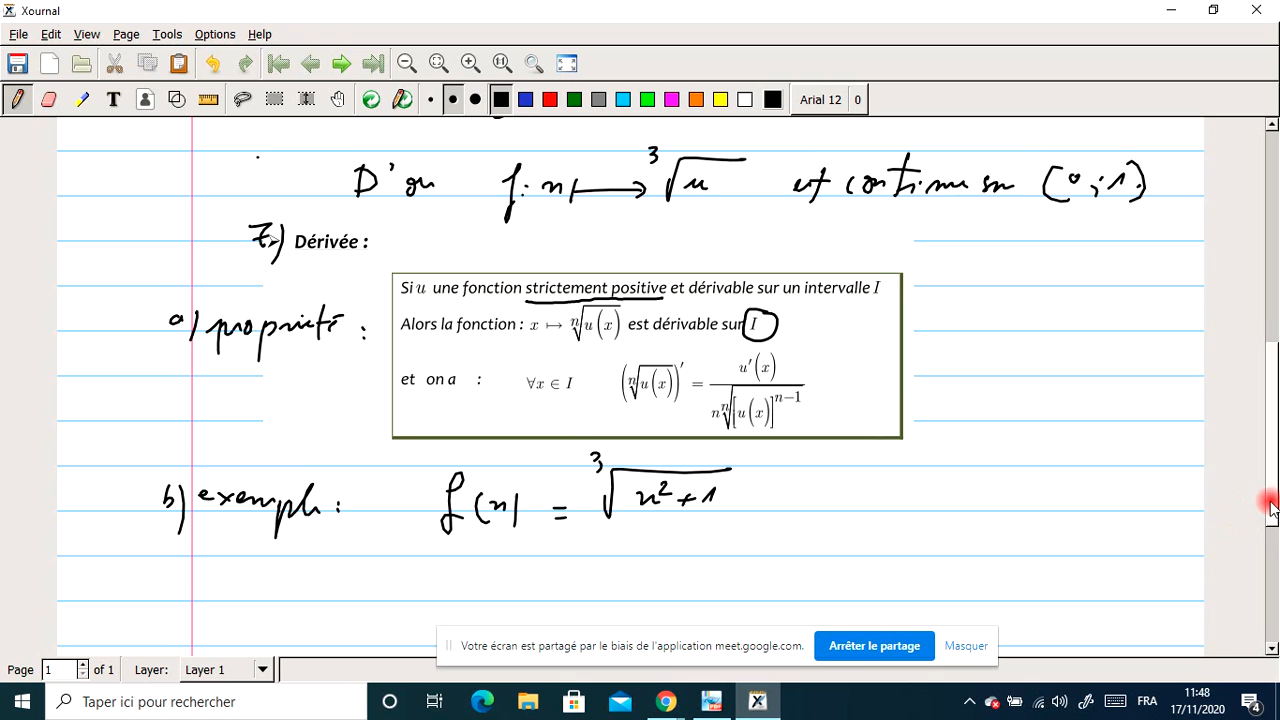 Xournal
File Edit View Page Tools Options Help
Arial 12 0
D'où f: x ⟼ ∛u est continue sur [0;1].
7) Dérivée :
Si u une fonction strictement positive et dérivable sur un intervalle I
a) propriété : Alors la fonction : x ↦ ⁿ√u(x) est dérivable sur I
et on a : ∀x ∈ I (ⁿ√u(x))′ = u′(x) / n ⁿ√[u(x)]ⁿ⁻¹
b) exemple : f(x) = ∛x²+1
Votre écran est partagé par le biais de l'application meet.google.com. Arrêter le partage Masquer
Page 1 of 1 Layer: Layer 1
Taper ici pour rechercher FRA 11:48
17/11/2020 4